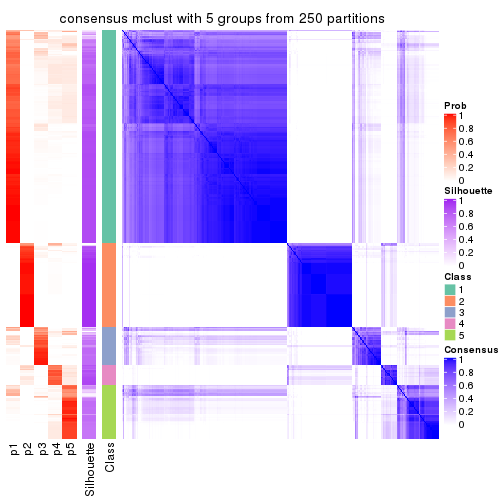 consensus mclust with 5 groups from 250 partitions
Prob
1
0.8
0.6
0.4
0.2
0
Silhouette
1
0.8
0.6
0.4
0.2
0
Class
1
2
3
4
5
Consensus
1
0.8
0.6
0.4
0.2
0
p1
p2
p3
p4
p5
Silhouette
Class